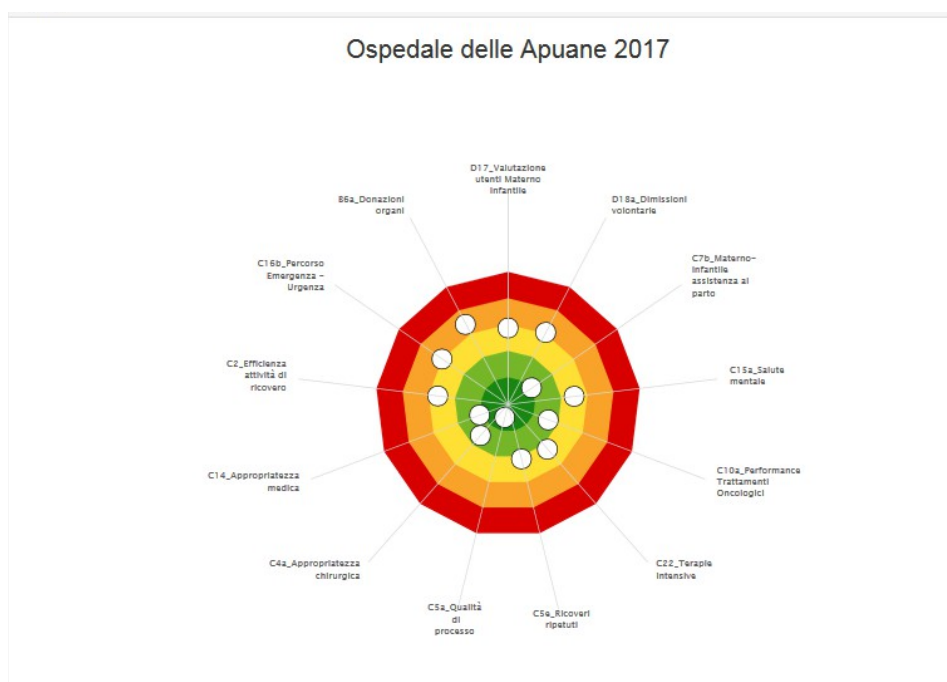 Ospedale delle Apuane 2017
D17_Valutazione
utenti Materno
Infantile
D18a_Dimissioni
volontarie
C7b_Materno-
Infantile
assistenza al
parto
C15a_Salute
mentale
C10a_Performance
Trattamenti
Oncologici
C22_Terapie
Intensive
C5e_Ricoveri
ripetuti
C5a_Qualità
di
processo
C4a_Appropriatezza
chirurgica
C14_Appropriatezza
medica
C2_Efficienza
attività di
ricovero
C16b_Percorso
Emergenza -
Urgenza
B6a_Donazioni
organi